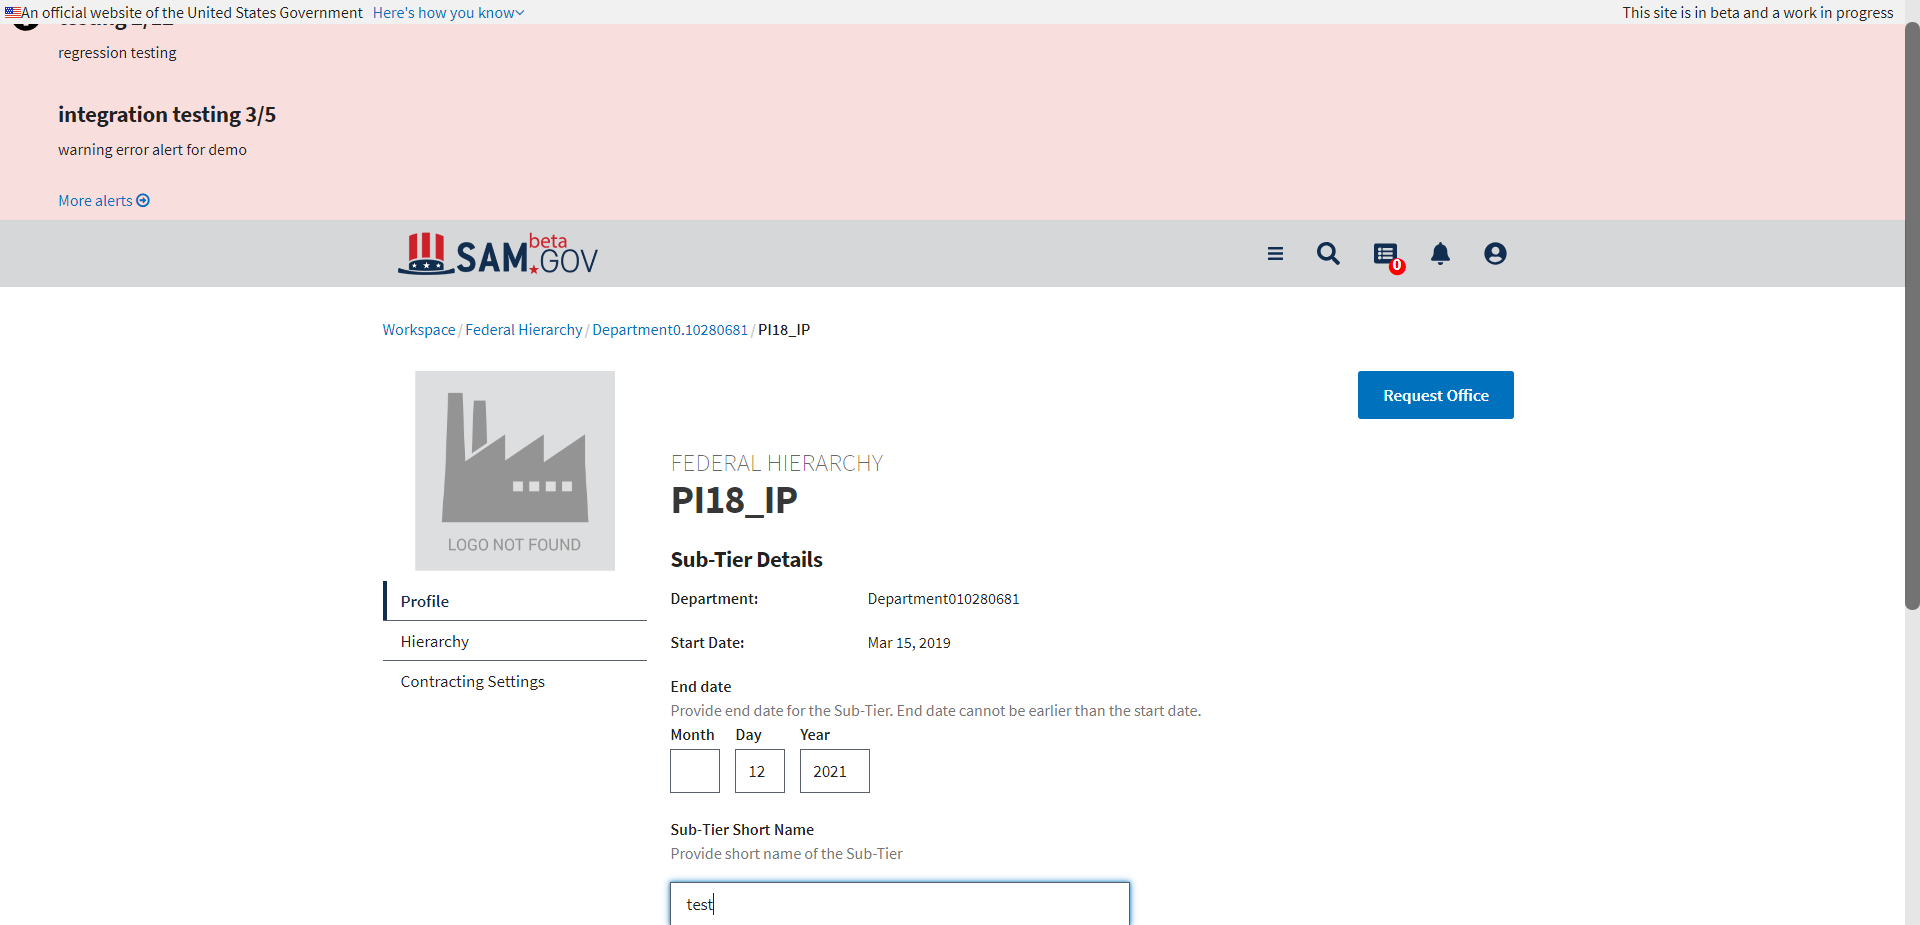 An official website of the United States Government Here's how you know
This site is in beta and a work in progress
regression testing
integration testing 3/5
warning error alert for demo
More alerts
SAM.GOV beta
0
Workspace / Federal Hierarchy / Department0.10280681 / PI18_IP
LOGO NOT FOUND
Request Office
Profile
Hierarchy
Contracting Settings
FEDERAL HIERARCHY
PI18_IP
Sub-Tier Details
Department: Department010280681
Start Date: Mar 15, 2019
End date
Provide end date for the Sub-Tier. End date cannot be earlier than the start date.
Month Day Year
12 2021
Sub-Tier Short Name
Provide short name of the Sub-Tier
test